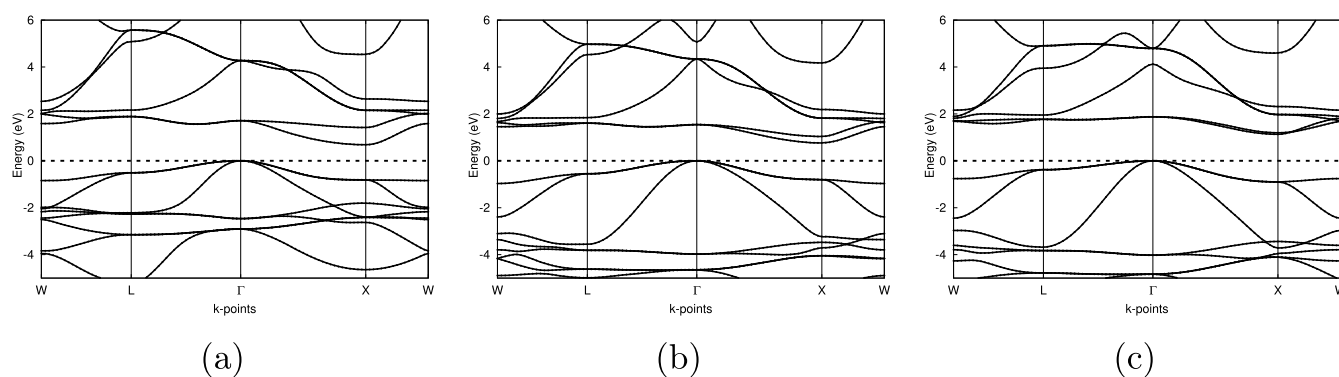 6
4
2
0
-2
-4
Energy (eV)
W L Γ X W
k-points
(a)
6
4
2
0
-2
-4
Energy (eV)
W L Γ X W
k-points
(b)
6
4
2
0
-2
-4
Energy (eV)
W L Γ X W
k-points
(c)